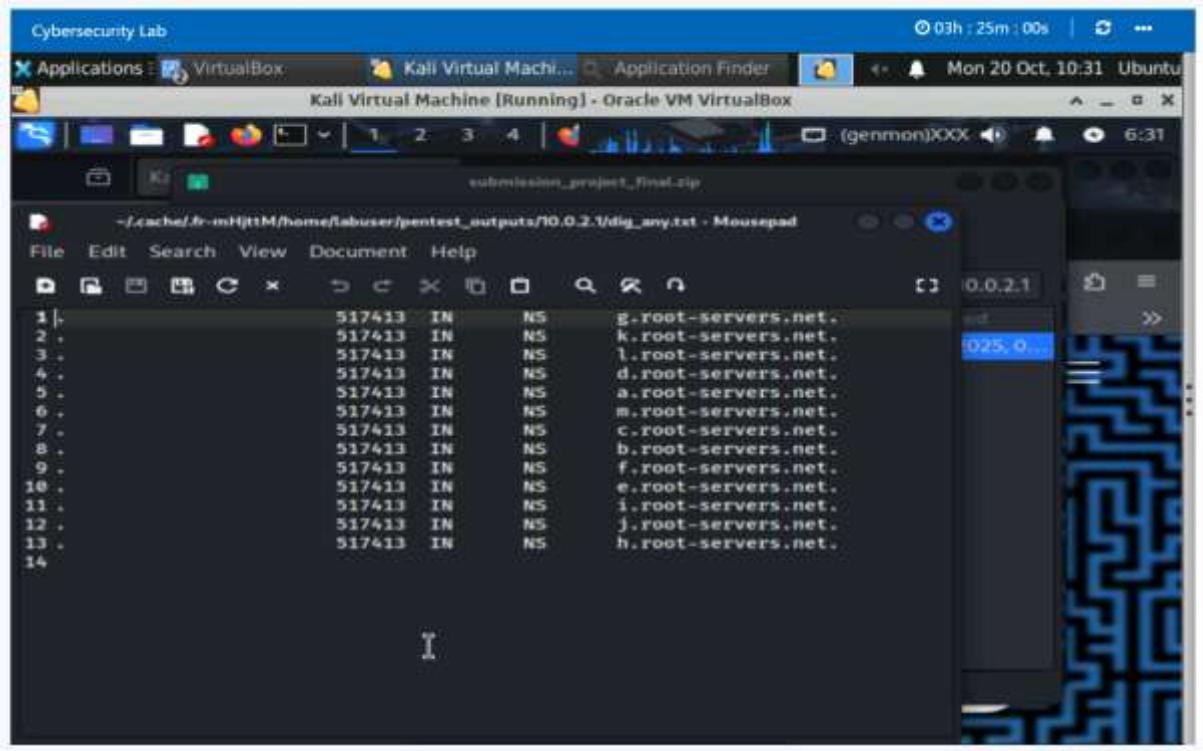 Cybersecurity Lab 03h : 25m : 00s
Applications VirtualBox Kali Virtual Machi... Application Finder Mon 20 Oct, 10:31 Ubuntu
Kali Virtual Machine [Running] - Oracle VM VirtualBox
1 2 3 4 (genmon)XXX 6:31
submission_project_final.zip
~/.cache/.fr-mHjttM/home/labuser/pentest_outputs/10.0.2.1/dig_any.txt - Mousepad
File Edit Search View Document Help
0.0.2.1
1 . 517413 IN NS g.root-servers.net.
2 . 517413 IN NS k.root-servers.net.
3 . 517413 IN NS l.root-servers.net.
025, 0...
4 . 517413 IN NS d.root-servers.net.
5 . 517413 IN NS a.root-servers.net.
6 . 517413 IN NS m.root-servers.net.
7 . 517413 IN NS c.root-servers.net.
8 . 517413 IN NS b.root-servers.net.
9 . 517413 IN NS f.root-servers.net.
10 . 517413 IN NS e.root-servers.net.
11 . 517413 IN NS i.root-servers.net.
12 . 517413 IN NS j.root-servers.net.
13 . 517413 IN NS h.root-servers.net.
14